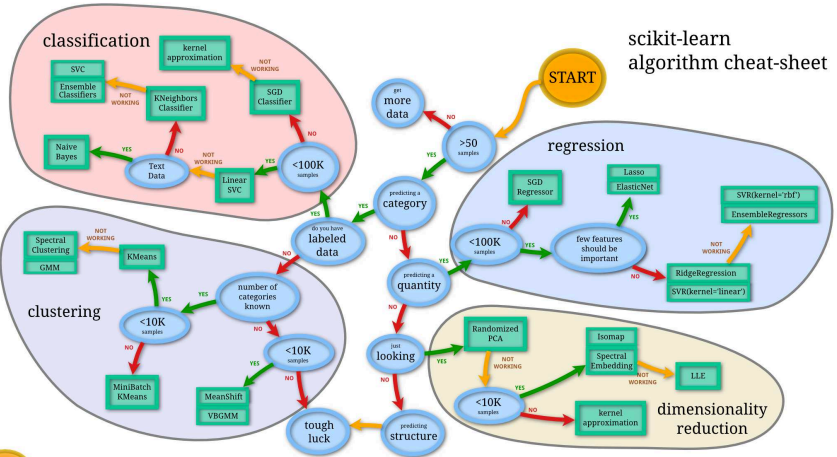 scikit-learn
algorithm cheat-sheet
START
classification
kernel
approximation
NOT
WORKING
SVC
Ensemble
Classifiers
NOT
WORKING
KNeighbors
Classifier
SGD
Classifier
NO
Naive
Bayes
YES
Text
Data
NO
NOT
WORKING
Linear
SVC
YES
<100K
samples
get
more
data
NO
>50
samples
YES
predicting a
category
YES
do you have
labeled
data
YES
NO
NO
predicting a
quantity
YES
NO
just
looking
YES
NO
predicting
structure
tough
luck
regression
SGD
Regressor
NO
<100K
samples
YES
few features
should be
important
YES
Lasso
ElasticNet
NO
RidgeRegression
SVR(kernel='linear')
NOT
WORKING
SVR(kernel='rbf')
EnsembleRegressors
clustering
Spectral
Clustering
GMM
NOT
WORKING
KMeans
YES
<10K
samples
YES
number of
categories
known
NO
NO
MiniBatch
KMeans
<10K
samples
YES
NO
MeanShift
VBGMM
dimensionality
reduction
Randomized
PCA
NOT
WORKING
<10K
samples
YES
Isomap
Spectral
Embedding
NOT
WORKING
LLE
NO
kernel
approximation